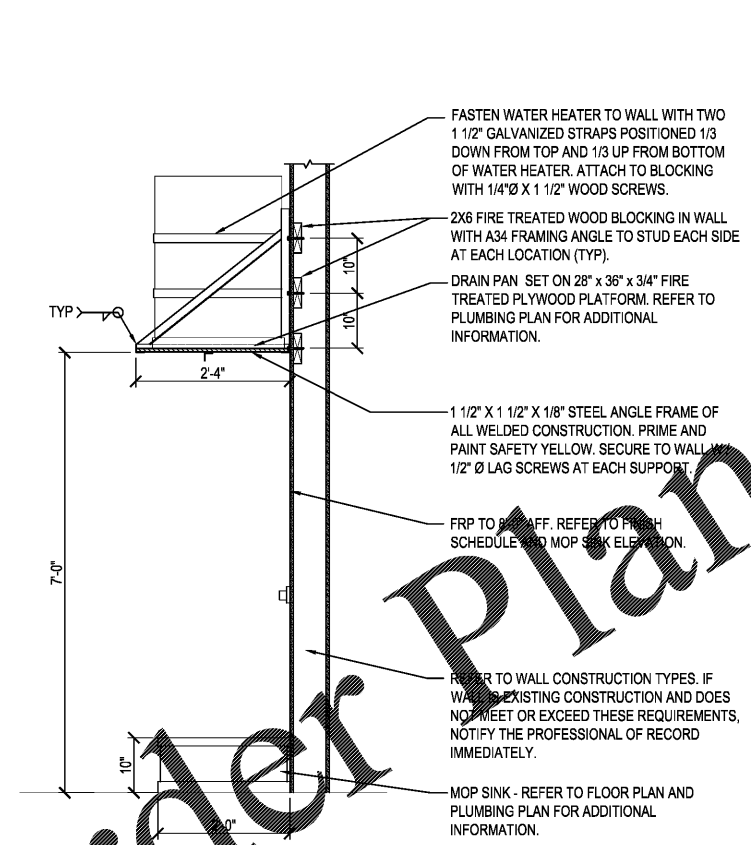 FASTEN WATER HEATER TO WALL WITH TWO
1 1/2" GALVANIZED STRAPS POSITIONED 1/3
DOWN FROM TOP AND 1/3 UP FROM BOTTOM
OF WATER HEATER. ATTACH TO BLOCKING
WITH 1/4"Ø X 1 1/2" WOOD SCREWS.
2X6 FIRE TREATED WOOD BLOCKING IN WALL
WITH A34 FRAMING ANGLE TO STUD EACH SIDE
AT EACH LOCATION (TYP).
10"
DRAIN PAN SET ON 28" x 36" x 3/4" FIRE
TREATED PLYWOOD PLATFORM. REFER TO
PLUMBING PLAN FOR ADDITIONAL
INFORMATION.
10"
TYP
2'-4"
1 1/2" X 1 1/2" X 1/8" STEEL ANGLE FRAME OF
ALL WELDED CONSTRUCTION. PRIME AND
PAINT SAFETY YELLOW. SECURE TO WALL W/
1/2" Ø LAG SCREWS AT EACH SUPPORT.
FRP TO AFF. REFER TO FINISH
SCHEDULE AND MOP SINK ELEVATION.
7'-0"
REFER TO WALL CONSTRUCTION TYPES. IF
WALL IS EXISTING CONSTRUCTION AND DOES
NOT MEET OR EXCEED THESE REQUIREMENTS,
NOTIFY THE PROFESSIONAL OF RECORD
IMMEDIATELY.
10"
MOP SINK - REFER TO FLOOR PLAN AND
PLUMBING PLAN FOR ADDITIONAL
INFORMATION.
2'-0"
ider Plan